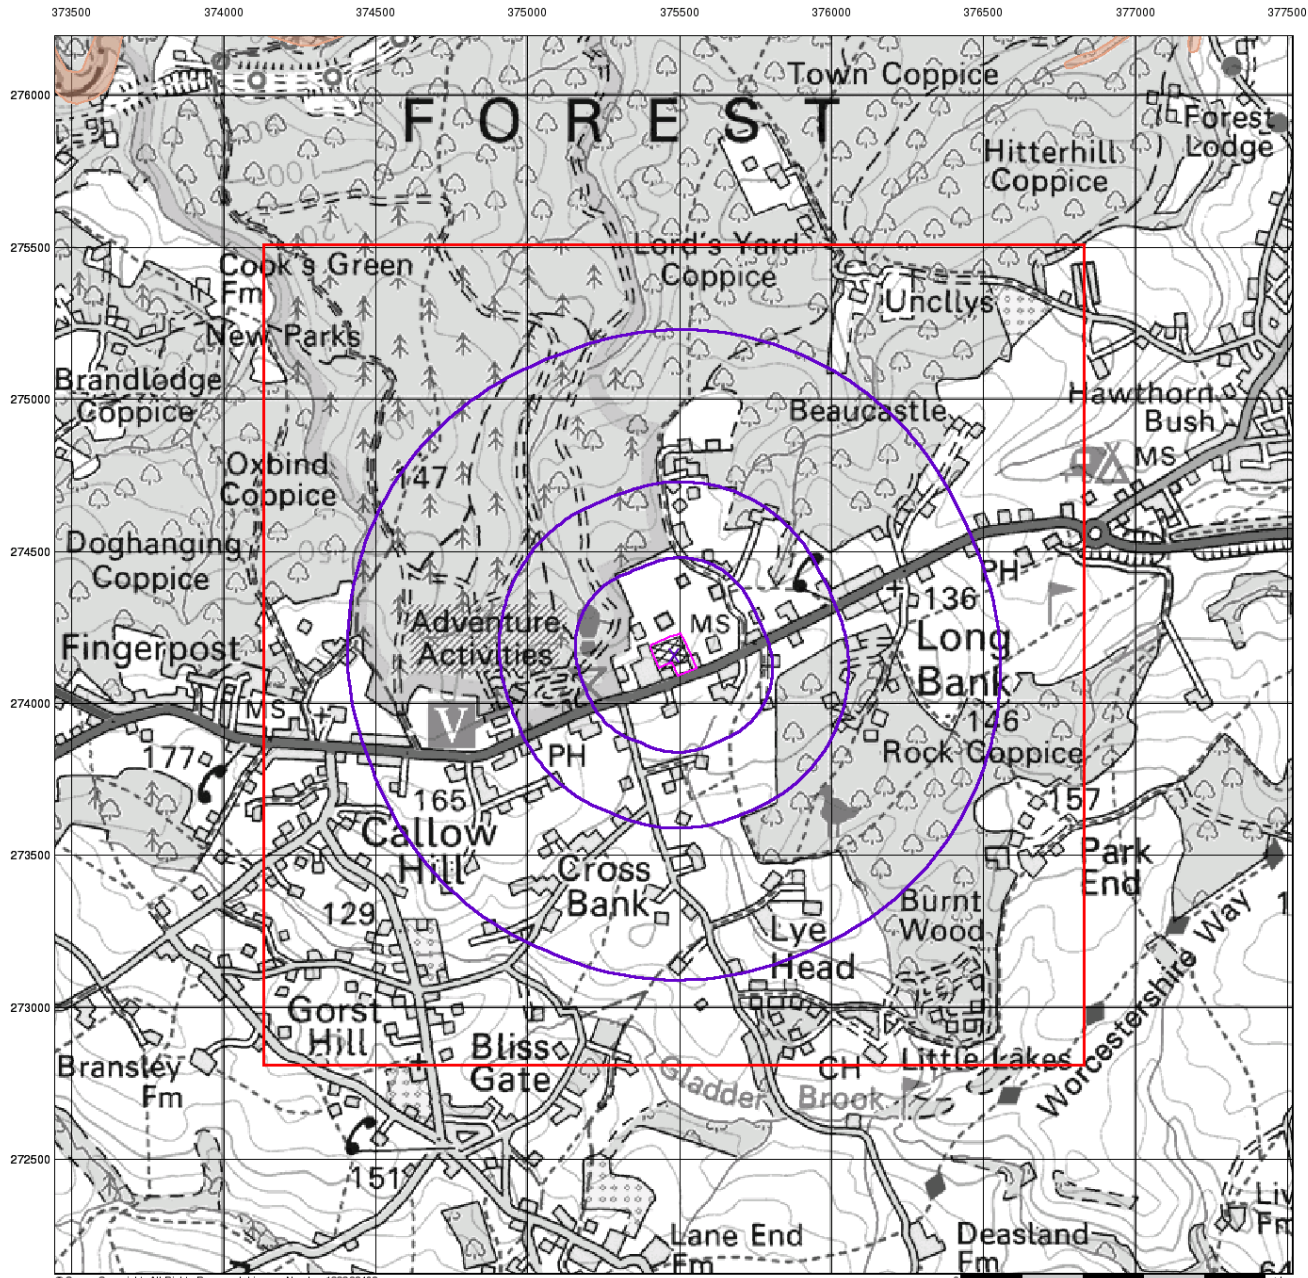 373500 374000 374500 375000 375500 376000 376500 377000 377500
276000
275500
275000
274500
274000
273500
273000
272500
FOREST
Town Coppice
Forest
Lodge
Hitterhill
Coppice
Lord's Yard
Coppice
Cook's Green
Fm
Uncllys
New Parks
Brandlodge
Coppice
Beaucastle
Hawthorn
Bush
MS
Oxbind
Coppice
147
Doghanging
Coppice
PH
136
Adventure
Activities
MS
Long
Bank
Fingerpost
MS
V
146
Rock Coppice
177
PH
165
157
Callow
Hill
Park
End
Cross
Bank
129
Burnt
Wood
Lye
Head
Worcestershire Way
Gorst
Hill
Bliss
Gate
CH
Little Lakes
Bransley
Fm
Gladder Brook
151
Lane End
Fm
Deasland
Fm